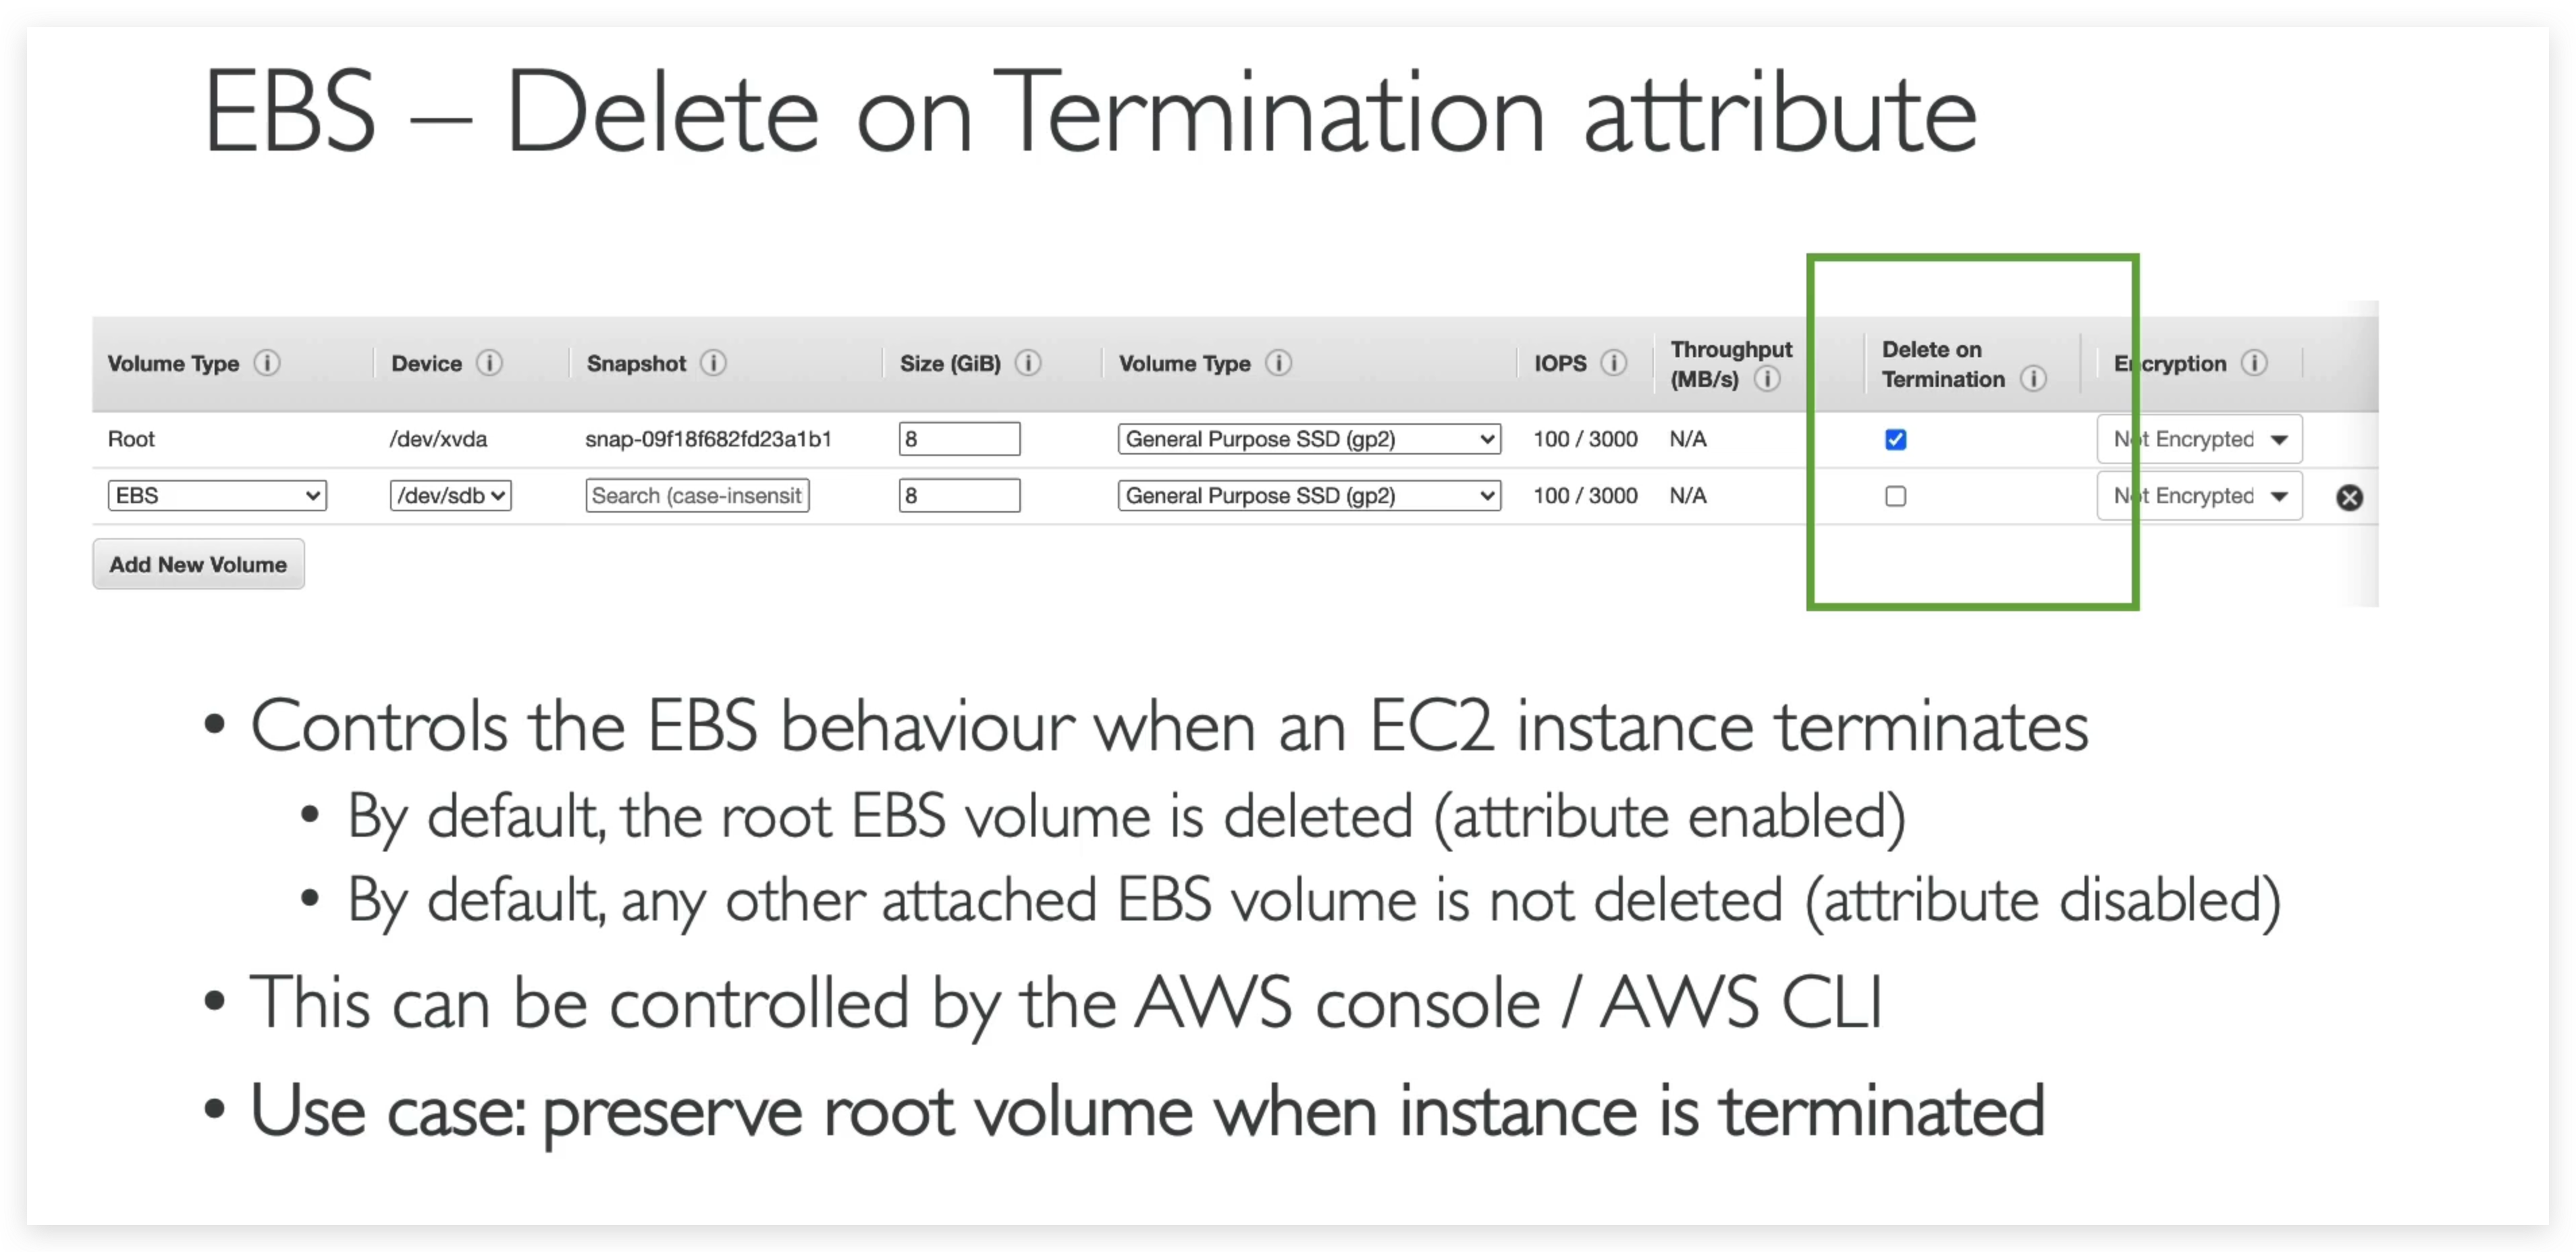 EBS – Delete on Termination attribute
Volume Type Device Snapshot Size (GiB) Volume Type IOPS Throughput (MB/s) Delete on Termination Encryption
Root /dev/xvda snap-09f18f682fd23a1b1 8 General Purpose SSD (gp2) 100 / 3000 N/A Not Encrypted
EBS /dev/sdb Search (case-insensit 8 General Purpose SSD (gp2) 100 / 3000 N/A Not Encrypted
Add New Volume
• Controls the EBS behaviour when an EC2 instance terminates
• By default, the root EBS volume is deleted (attribute enabled)
• By default, any other attached EBS volume is not deleted (attribute disabled)
• This can be controlled by the AWS console / AWS CLI
• Use case: preserve root volume when instance is terminated